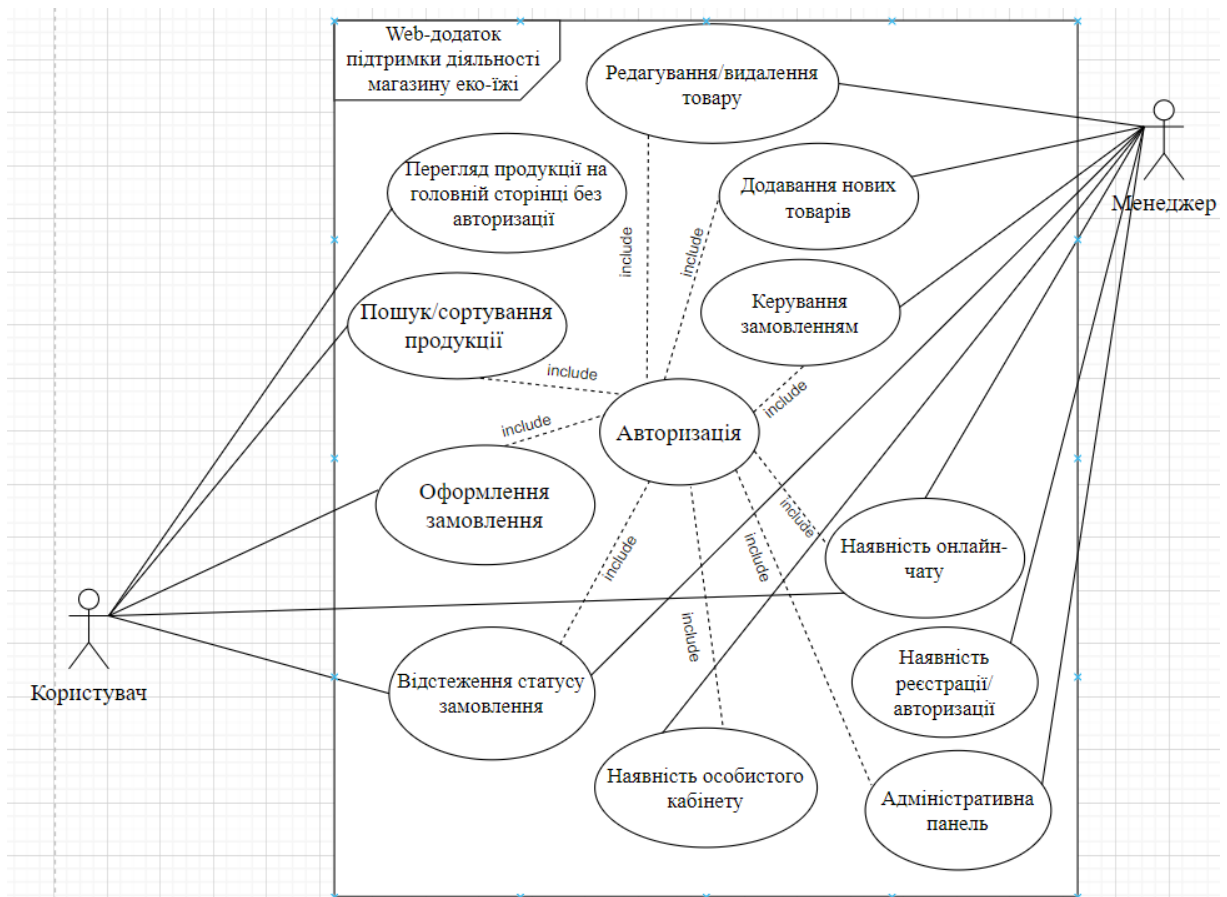 Web-додаток
підтримки діяльності
магазину еко-їжі
Редагування/видалення
товару
Перегляд продукції на
головній сторінці без
авторизації
Додавання нових
товарів
Менеджер
include
include
Пошук/сортування
продукції
Керування
замовленням
include
include
include
Авторизація
Оформлення
замовлення
include
Наявність онлайн-
чату
include
include
include
Користувач
Відстеження статусу
замовлення
Наявність
реєстрації/
авторизації
Наявність особистого
кабінету
Адміністративна
панель